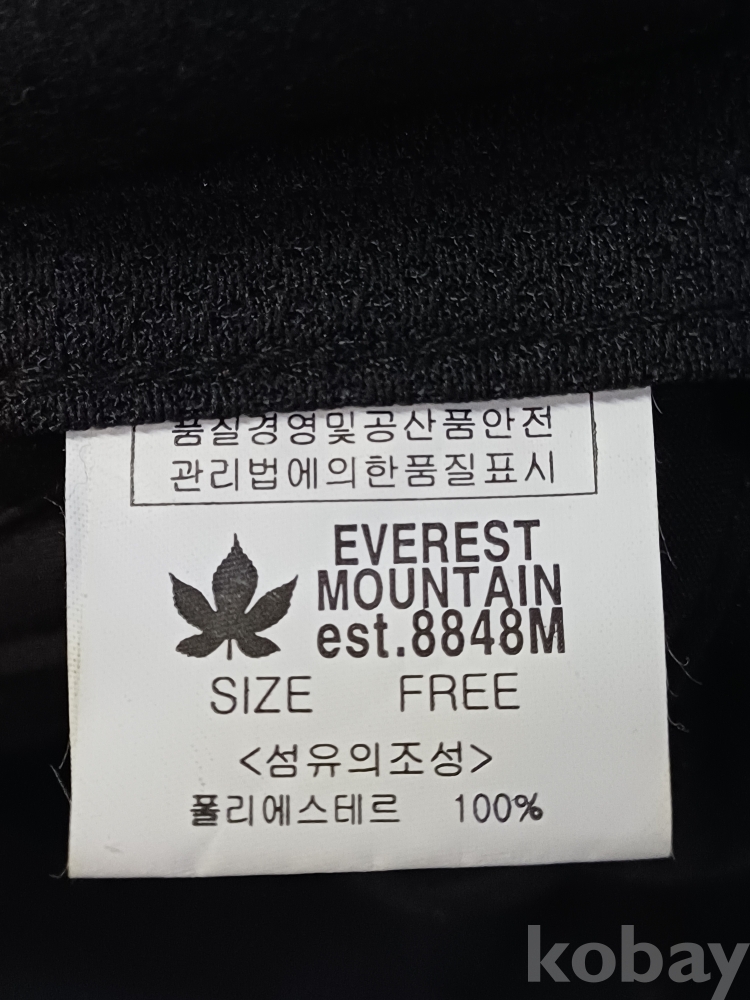 품질경영및공산품안전
관리법에의한품질표시
EVEREST
MOUNTAIN
est.8848M
SIZE FREE
<섬유의조성>
폴리에스테르 100%
kobay